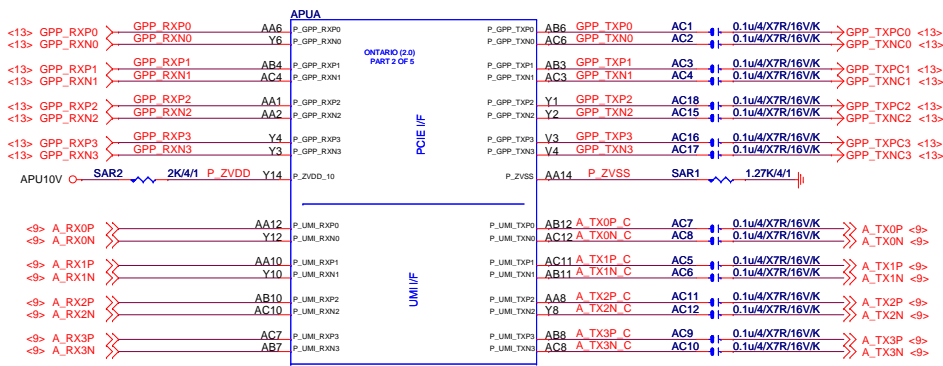 APUA
<13> GPP_RXP0 GPP_RXP0 AA6 P_GPP_RXP0 P_GPP_TXP0 AB6 GPP_TXP0 AC1 0.1u/4/X7R/16V/K GPP_TXPC0 <13>
<13> GPP_RXN0 GPP_RXN0 Y6 P_GPP_RXN0 P_GPP_TXN0 AC6 GPP_TXN0 AC2 0.1u/4/X7R/16V/K GPP_TXNC0 <13>
ONTARIO (2.0)
PART 2 OF 5
<13> GPP_RXP1 GPP_RXP1 AB4 P_GPP_RXP1 P_GPP_TXP1 AB3 GPP_TXP1 AC3 0.1u/4/X7R/16V/K GPP_TXPC1 <13>
<13> GPP_RXN1 GPP_RXN1 AC4 P_GPP_RXN1 P_GPP_TXN1 AC3 GPP_TXN1 AC4 0.1u/4/X7R/16V/K GPP_TXNC1 <13>
<13> GPP_RXP2 GPP_RXP2 AA1 P_GPP_RXP2 P_GPP_TXP2 Y1 GPP_TXP2 AC18 0.1u/4/X7R/16V/K GPP_TXPC2 <13>
<13> GPP_RXN2 GPP_RXN2 AA2 P_GPP_RXN2 P_GPP_TXN2 Y2 GPP_TXN2 AC15 0.1u/4/X7R/16V/K GPP_TXNC2 <13>
PCIE I/F
<13> GPP_RXP3 GPP_RXP3 Y4 P_GPP_RXP3 P_GPP_TXP3 V3 GPP_TXP3 AC16 0.1u/4/X7R/16V/K GPP_TXPC3 <13>
<13> GPP_RXN3 GPP_RXN3 Y3 P_GPP_RXN3 P_GPP_TXN3 V4 GPP_TXN3 AC17 0.1u/4/X7R/16V/K GPP_TXNC3 <13>
APU10V SAR2 2K/4/1 P_ZVDD Y14 P_ZVDD_10 P_ZVSS AA14 P_ZVSS SAR1 1.27K/4/1
<9> A_RX0P AA12 P_UMI_RXP0 P_UMI_TXP0 AB12 A_TX0P_C AC7 0.1u/4/X7R/16V/K A_TX0P <9>
<9> A_RX0N Y12 P_UMI_RXN0 P_UMI_TXN0 AC12 A_TX0N_C AC8 0.1u/4/X7R/16V/K A_TX0N <9>
<9> A_RX1P AA10 P_UMI_RXP1 P_UMI_TXP1 AC11 A_TX1P_C AC5 0.1u/4/X7R/16V/K A_TX1P <9>
<9> A_RX1N Y10 P_UMI_RXN1 P_UMI_TXN1 AB11 A_TX1N_C AC6 0.1u/4/X7R/16V/K A_TX1N <9>
UMI I/F
<9> A_RX2P AB10 P_UMI_RXP2 P_UMI_TXP2 AA8 A_TX2P_C AC11 0.1u/4/X7R/16V/K A_TX2P <9>
<9> A_RX2N AC10 P_UMI_RXN2 P_UMI_TXN2 Y8 A_TX2N_C AC12 0.1u/4/X7R/16V/K A_TX2N <9>
<9> A_RX3P AC7 P_UMI_RXP3 P_UMI_TXP3 AB8 A_TX3P_C AC9 0.1u/4/X7R/16V/K A_TX3P <9>
<9> A_RX3N AB7 P_UMI_RXN3 P_UMI_TXN3 AC8 A_TX3N_C AC10 0.1u/4/X7R/16V/K A_TX3N <9>